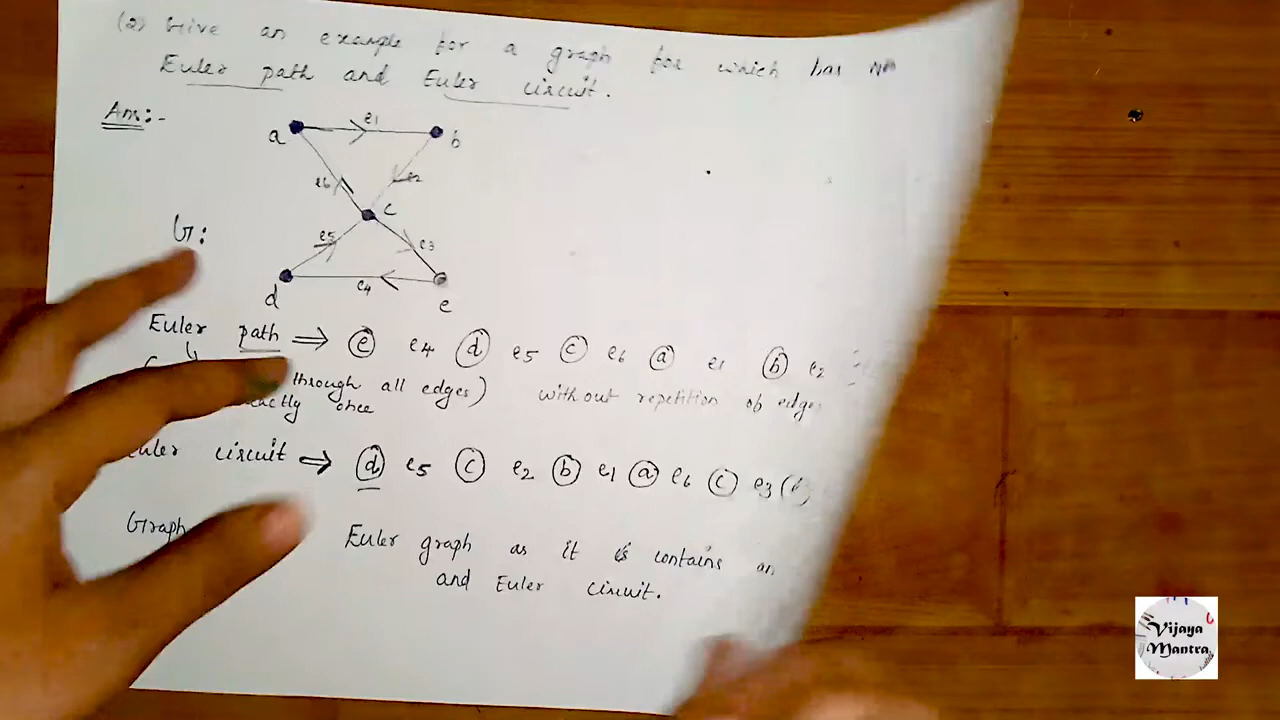 (2) Give an example for a graph for which has
Euler path and Euler circuit.
Ans:-
a e1 b
e6 e2
c
G:
e5 e3
e4
d e
Euler path ⇒ (e) e4 (d) e5 (c) e6 (a) e1 (b) e2
through all edges) without repetition of edges
once
circuit ⇒ (d) e5 (c) e2 (b) e1 (a) e6 (c) e3
Graph Euler graph as it is contains an
and Euler circuit.
Vijaya
Mantra